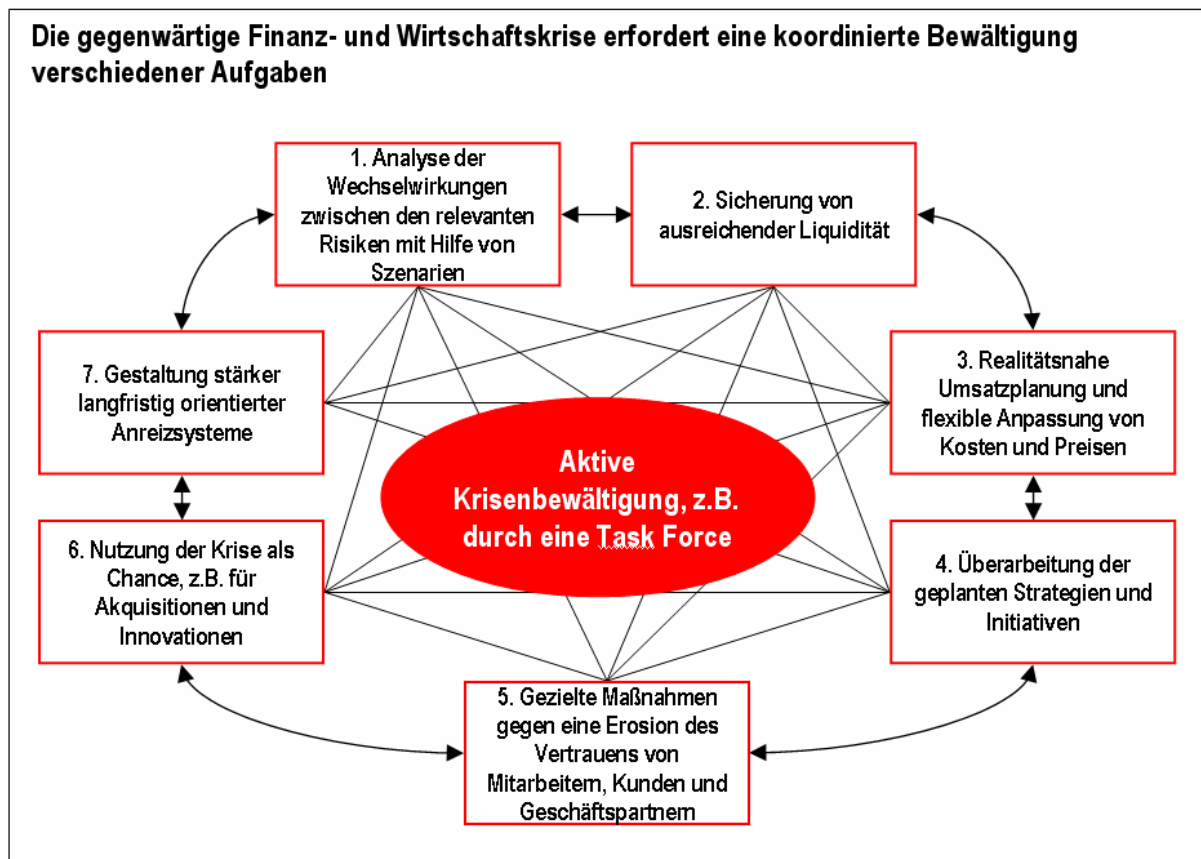 Die gegenwärtige Finanz- und Wirtschaftskrise erfordert eine koordinierte Bewältigung
verschiedener Aufgaben
1. Analyse der
Wechselwirkungen
zwischen den relevanten
Risiken mit Hilfe von
Szenarien
2. Sicherung von
ausreichender Liquidität
3. Realitätsnahe
Umsatzplanung und
flexible Anpassung von
Kosten und Preisen
4. Überarbeitung der
geplanten Strategien und
Initiativen
5. Gezielte Maßnahmen
gegen eine Erosion des
Vertrauens von
Mitarbeitern, Kunden und
Geschäftspartnern
6. Nutzung der Krise als
Chance, z.B. für
Akquisitionen und
Innovationen
7. Gestaltung stärker
langfristig orientierter
Anreizsysteme
Aktive
Krisenbewältigung, z.B.
durch eine Task Force